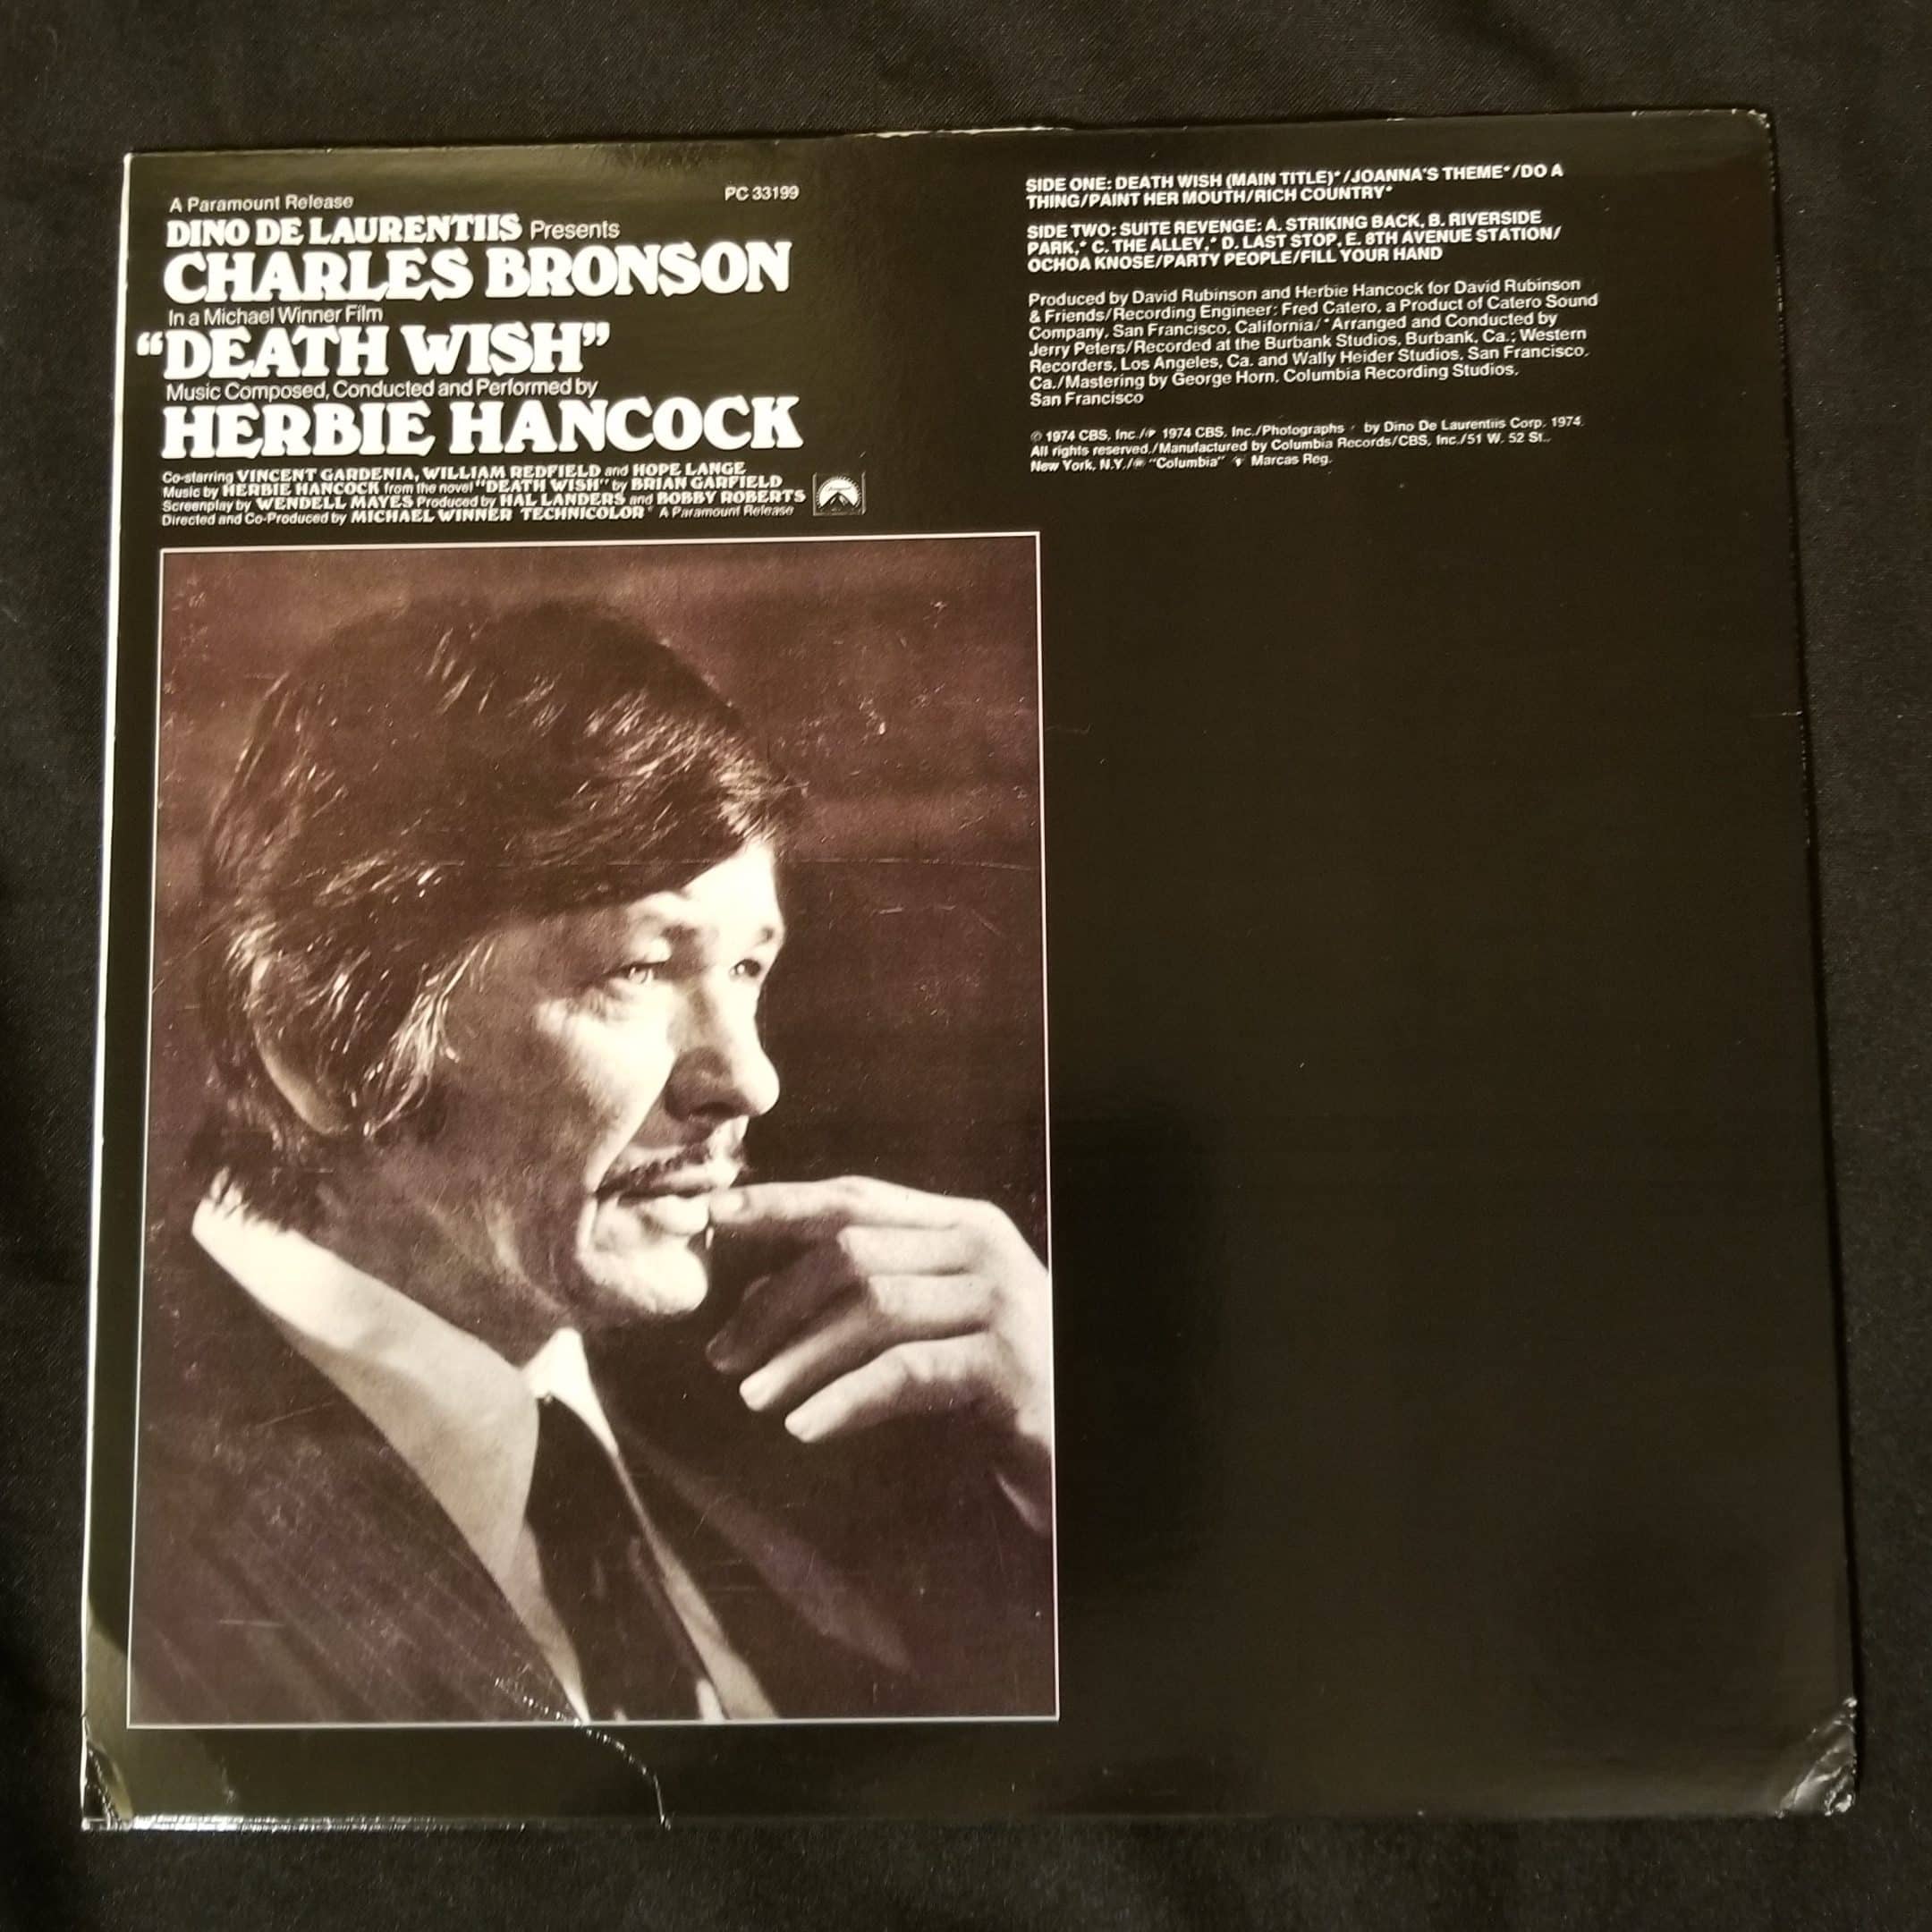 A Paramount Release
PC 33199
DINO DE LAURENTIIS Presents
CHARLES BRONSON
In a Michael Winner Film
“DEATH WISH”
Music Composed, Conducted and Performed by
HERBIE HANCOCK
Co-starring VINCENT GARDENIA, WILLIAM REDFIELD and HOPE LANGE
Music by HERBIE HANCOCK from the novel "DEATH WISH" by BRIAN GARFIELD
Screenplay by WENDELL MAYES Produced by HAL LANDERS and BOBBY ROBERTS
Directed and Co-Produced by MICHAEL WINNER TECHNICOLOR® A Paramount Release
SIDE ONE: DEATH WISH (MAIN TITLE)*/JOANNA'S THEME*/DO A
THING/PAINT HER MOUTH/RICH COUNTRY*
SIDE TWO: SUITE REVENGE: A. STRIKING BACK, B. RIVERSIDE
PARK,* C. THE ALLEY,* D. LAST STOP, E. 8TH AVENUE STATION/
OCHOA KNOSE/PARTY PEOPLE/FILL YOUR HAND
Produced by David Rubinson and Herbie Hancock for David Rubinson
& Friends/Recording Engineer: Fred Catero, a Product of Catero Sound
Company, San Francisco, California/*Arranged and Conducted by
Jerry Peters/Recorded at the Burbank Studios, Burbank, Ca.; Western
Recorders, Los Angeles, Ca. and Wally Heider Studios, San Francisco,
Ca./Mastering by George Horn, Columbia Recording Studios,
San Francisco
© 1974 CBS, Inc./℗ 1974 CBS, Inc./Photographs by Dino De Laurentiis Corp. 1974.
All rights reserved./Manufactured by Columbia Records/CBS, Inc./51 W. 52 St.,
New York, N.Y./® "Columbia" Marcas Reg.